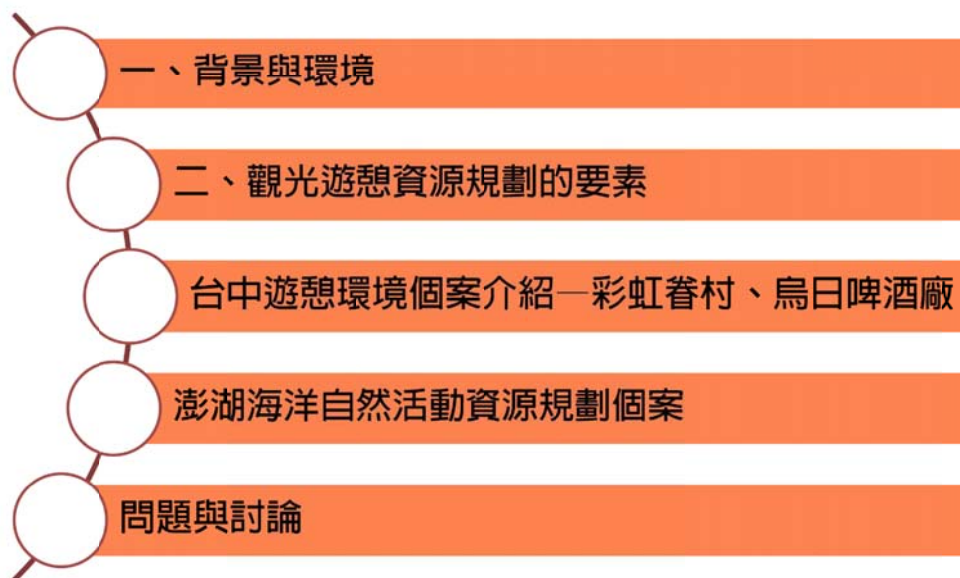 一、背景與環境
二、觀光遊憩資源規劃的要素
台中遊憩環境個案介紹—彩虹眷村、烏日啤酒廠
澎湖海洋自然活動資源規劃個案
問題與討論